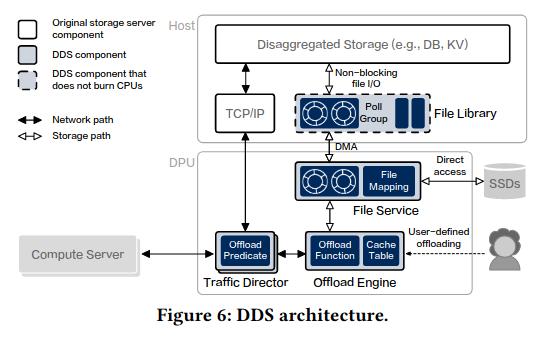 Original storage server
component
DDS component
DDS component that
does not burn CPUs
Network path
Storage path
Host
Disaggregated Storage (e.g., DB, KV)
Non-blocking
file I/O
TCP/IP
Poll
Group
File Library
DMA
DPU
File
Mapping
Direct
access
SSDs
File Service
User-defined
offloading
Compute Server
Offload
Predicate
Offload
Function
Cache
Table
Traffic Director
Offload Engine
Figure 6: DDS architecture.